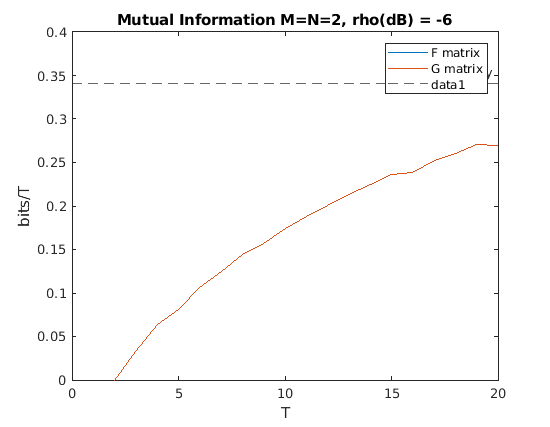 Mutual Information M=N=2, rho(dB) = -6
0.4
0.35
0.3
0.25
0.2
0.15
0.1
0.05
0
bits/T
F matrix
G matrix
data1
0
5
10
15
20
T